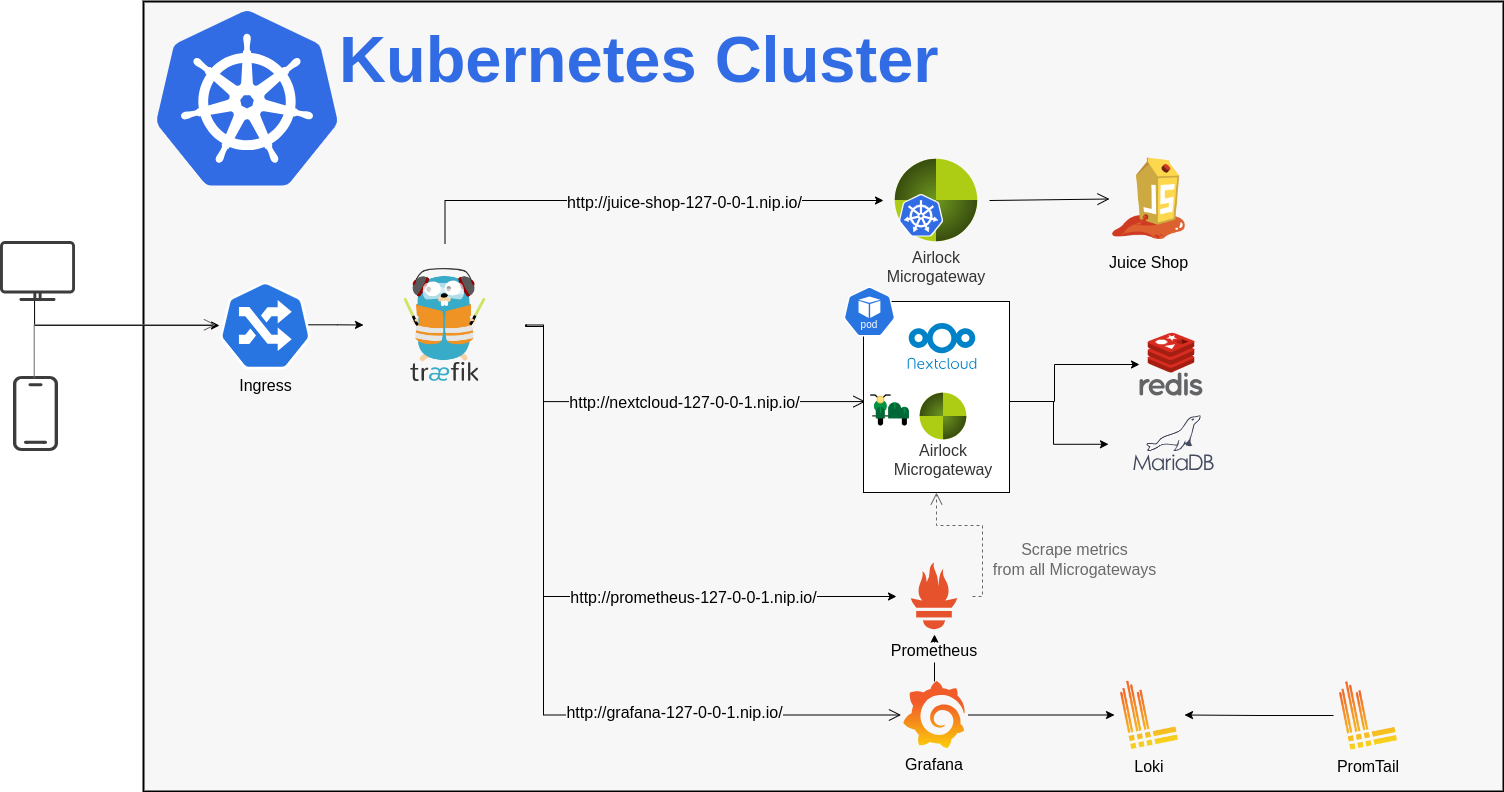 Kubernetes Cluster
http://juice-shop-127-0-0-1.nip.io/
Airlock
Microgateway
JS
Juice Shop
Ingress
træfik
pod
Nextcloud
http://nextcloud-127-0-0-1.nip.io/
Airlock
Microgateway
redis
MariaDB
Scrape metrics
from all Microgateways
http://prometheus-127-0-0-1.nip.io/
Prometheus
http://grafana-127-0-0-1.nip.io/
Grafana
Loki
PromTail